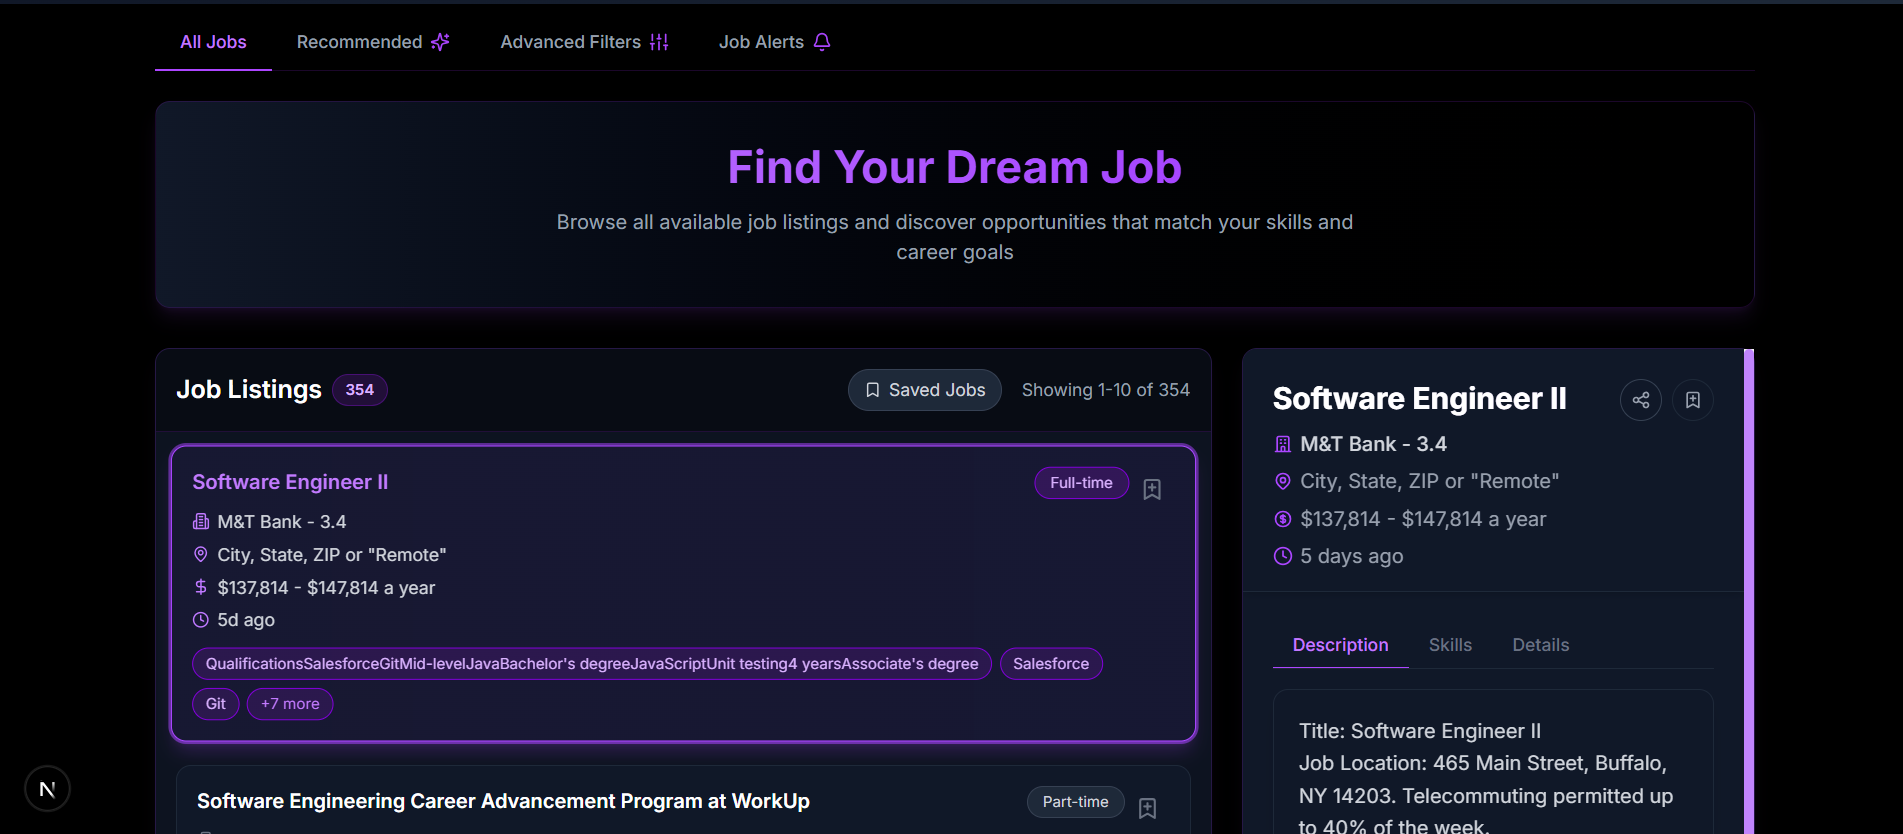 All Jobs
Recommended
Advanced Filters
Job Alerts
Find Your Dream Job
Browse all available job listings and discover opportunities that match your skills and
career goals
Job Listings 354
Saved Jobs
Showing 1-10 of 354
Software Engineer II
Full-time
M&T Bank - 3.4
City, State, ZIP or "Remote"
$137,814 - $147,814 a year
5d ago
QualificationsSalesforceGitMid-levelJavaBachelor's degreeJavaScriptUnit testing4 yearsAssociate's degree
Salesforce
Git
+7 more
Software Engineering Career Advancement Program at WorkUp
Part-time
Software Engineer II
M&T Bank - 3.4
City, State, ZIP or "Remote"
$137,814 - $147,814 a year
5 days ago
Description
Skills
Details
Title: Software Engineer II
Job Location: 465 Main Street, Buffalo,
NY 14203. Telecommuting permitted up
to 40% of the week.
N